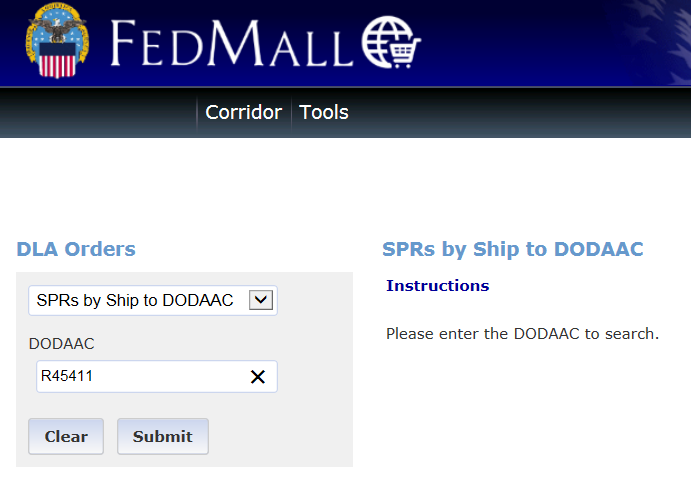 FEDMALL
Corridor Tools
DLA Orders
SPRs by Ship to DODAAC
DODAAC
R45411
Clear Submit
SPRs by Ship to DODAAC
Instructions
Please enter the DODAAC to search.